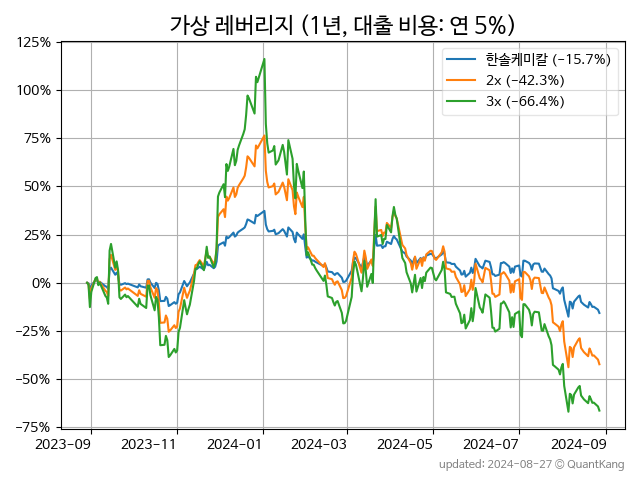 가상 레버리지 (1년, 대출 비용: 연 5%)
한솔케미칼 (−15.7%)
2x (−42.3%)
3x (−66.4%)
125%
100%
75%
50%
25%
0%
−25%
−50%
−75%
2023-09 2023-11 2024-01 2024-03 2024-05 2024-07 2024-09
updated: 2024-08-27 © QuantKang